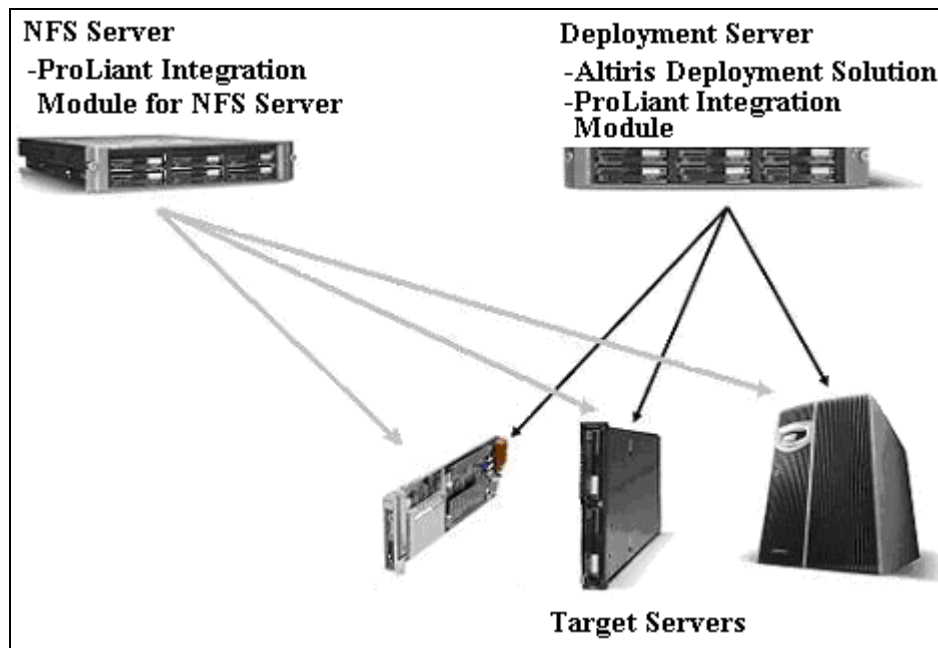 NFS Server
-ProLiant Integration
Module for NFS Server
Deployment Server
-Altiris Deployment Solution
-ProLiant Integration
Module
Target Servers